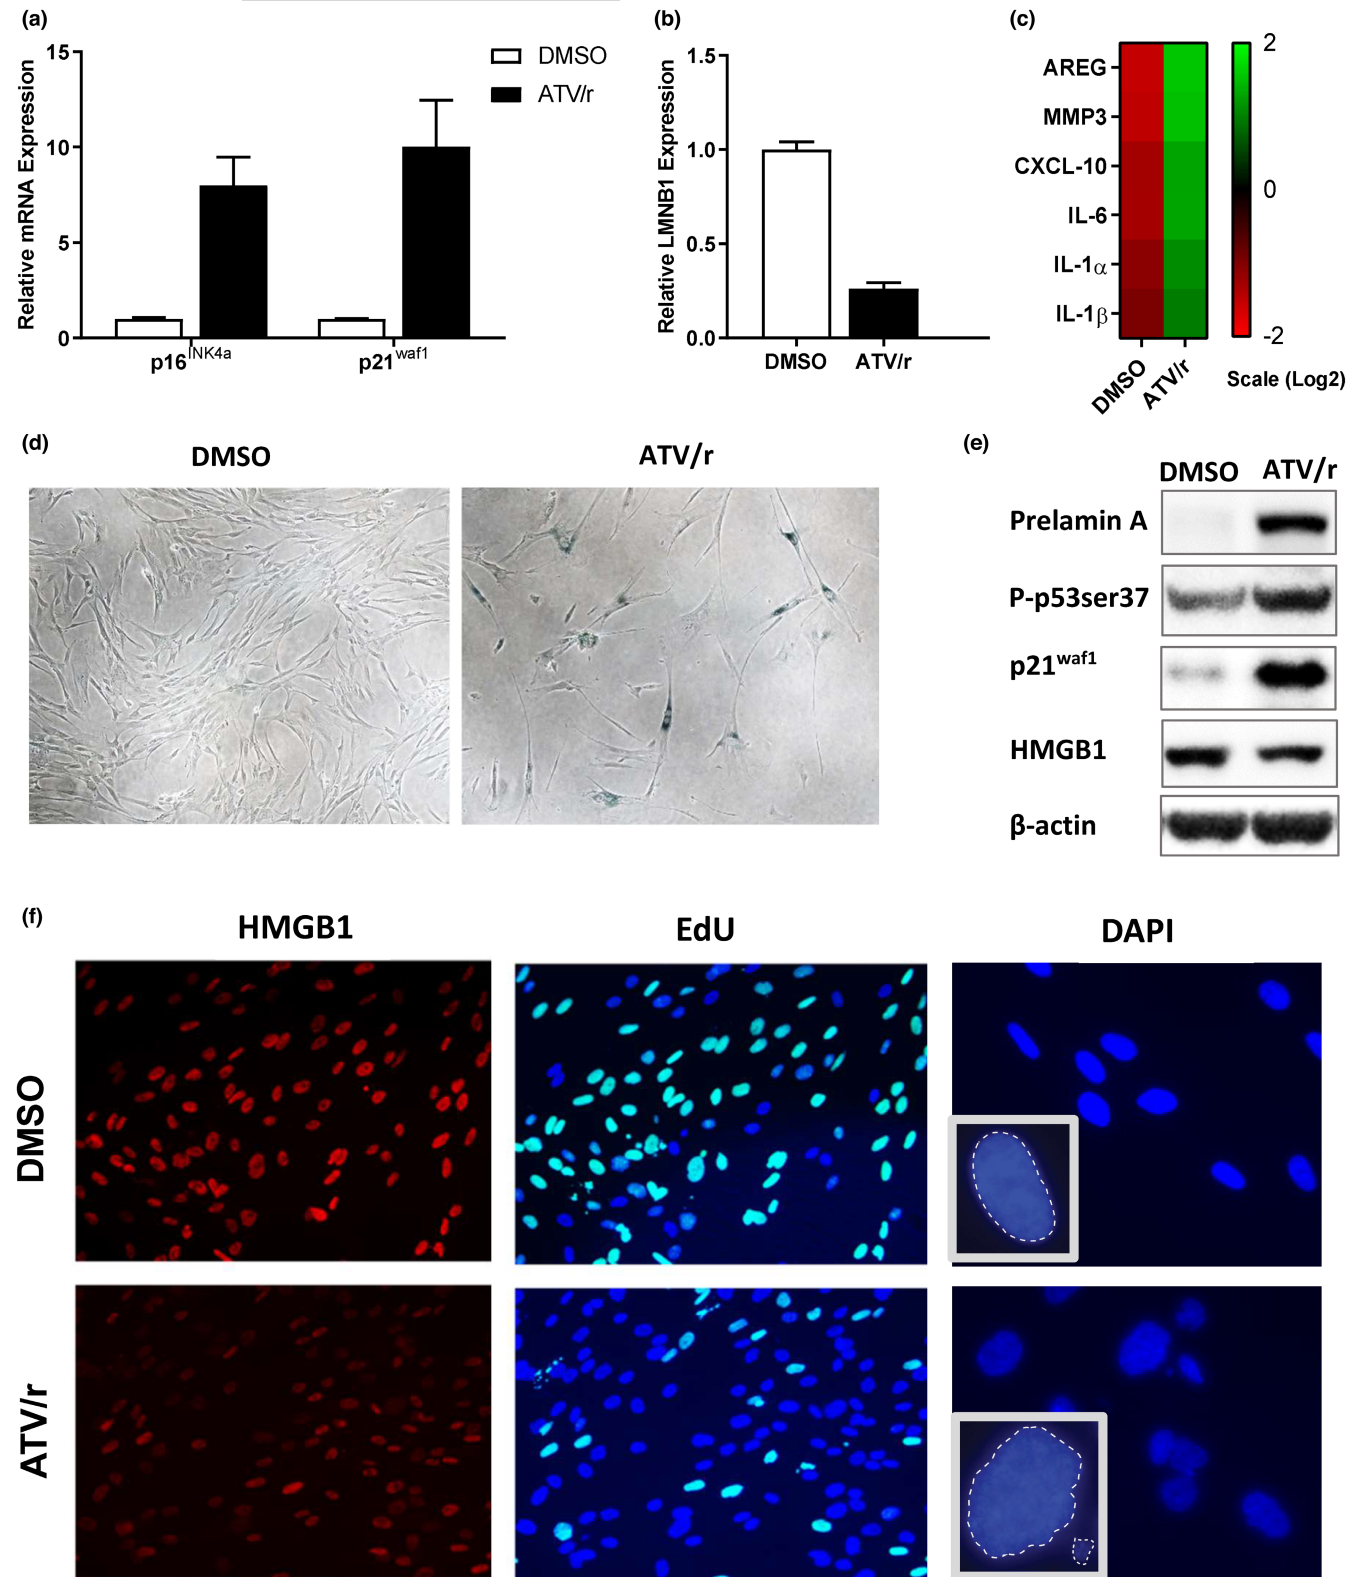 (a)
15
10
5
0
Relative mRNA Expression
DMSO
ATV/r
p16INK4a
p21waf1
(b)
1.5
1.0
0.5
0.0
Relative LMNB1 Expression
DMSO
ATV/r
(c)
AREG
MMP3
CXCL-10
IL-6
IL-1α
IL-1β
DMSO
ATV/r
2
0
-2
Scale (Log2)
(d)
DMSO
ATV/r
(e)
DMSO ATV/r
Prelamin A
P-p53ser37
p21waf1
HMGB1
β-actin
(f)
HMGB1
EdU
DAPI
DMSO
ATV/r